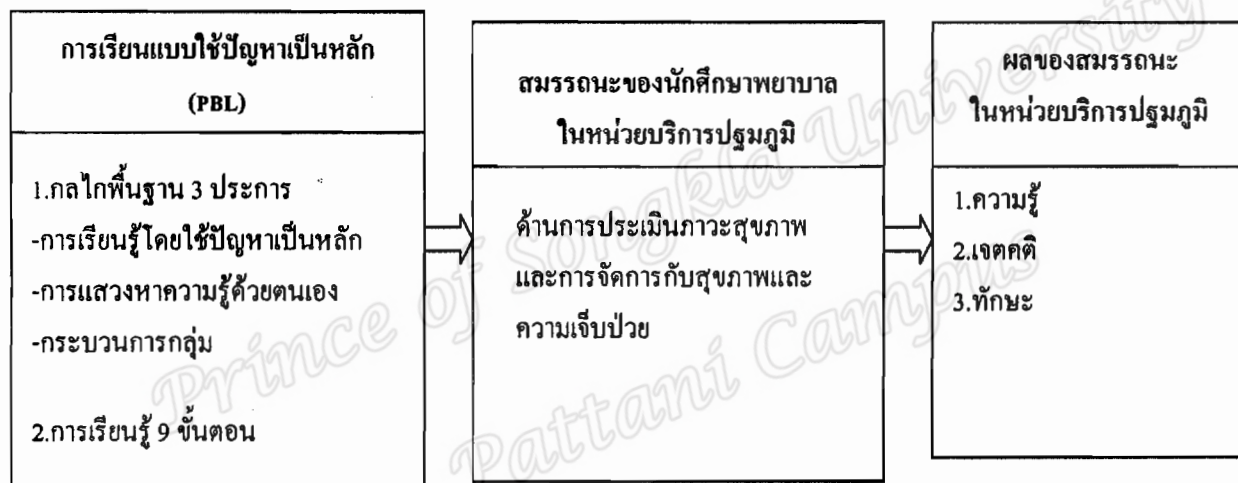 การเรียนแบบใช้ปัญหาเป็นหลัก
(PBL)
1.กลไกพื้นฐาน 3 ประการ
-การเรียนรู้โดยใช้ปัญหาเป็นหลัก
-การแสวงหาความรู้ด้วยตนเอง
-กระบวนการกลุ่ม
2.การเรียนรู้ 9 ขั้นตอน
สมรรถนะของนักศึกษาพยาบาล
ในหน่วยบริการปฐมภูมิ
ด้านการประเมินภาวะสุขภาพ
และการจัดการกับสุขภาพและ
ความเจ็บป่วย
ผลของสมรรถนะ
ในหน่วยบริการปฐมภูมิ
1.ความรู้
2.เจตคติ
3.ทักษะ
Prince of Songkla University
Pattani Campus